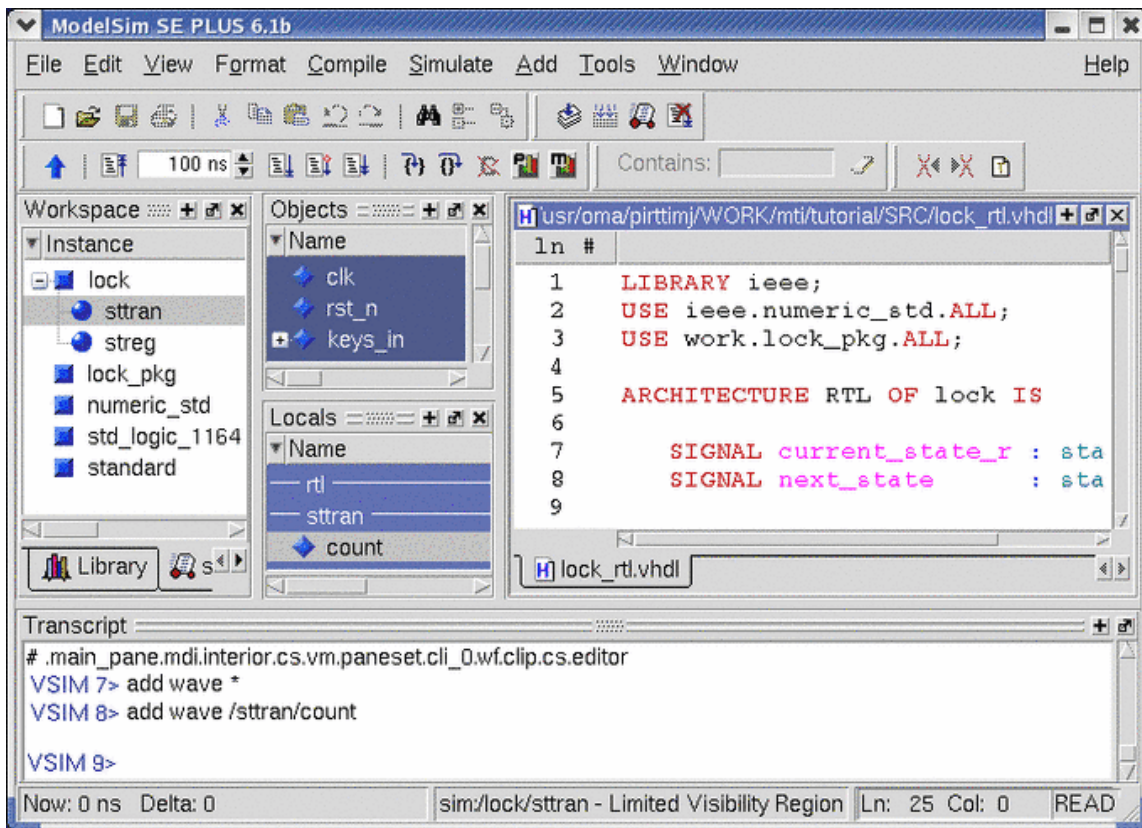 ModelSim SE PLUS 6.1b
File Edit View Format Compile Simulate Add Tools Window Help
100 ns Contains:
Workspace
Instance
lock
sttran
streg
lock_pkg
numeric_std
std_logic_1164
standard
Library s
Objects
Name
clk
rst_n
keys_in
Locals
Name
rtl
sttran
count
/usr/oma/pirttimj/WORK/mti/tutorial/SRC/lock_rtl.vhdl
ln #
1 LIBRARY ieee;
2 USE ieee.numeric_std.ALL;
3 USE work.lock_pkg.ALL;
4
5 ARCHITECTURE RTL OF lock IS
6
7 SIGNAL current_state_r : sta
8 SIGNAL next_state : sta
9
lock_rtl.vhdl
Transcript
# .main_pane.mdi.interior.cs.vm.paneset.cli_0.wf.clip.cs.editor
VSIM 7> add wave *
VSIM 8> add wave /sttran/count
VSIM 9>
Now: 0 ns Delta: 0 sim:/lock/sttran - Limited Visibility Region Ln: 25 Col: 0 READ